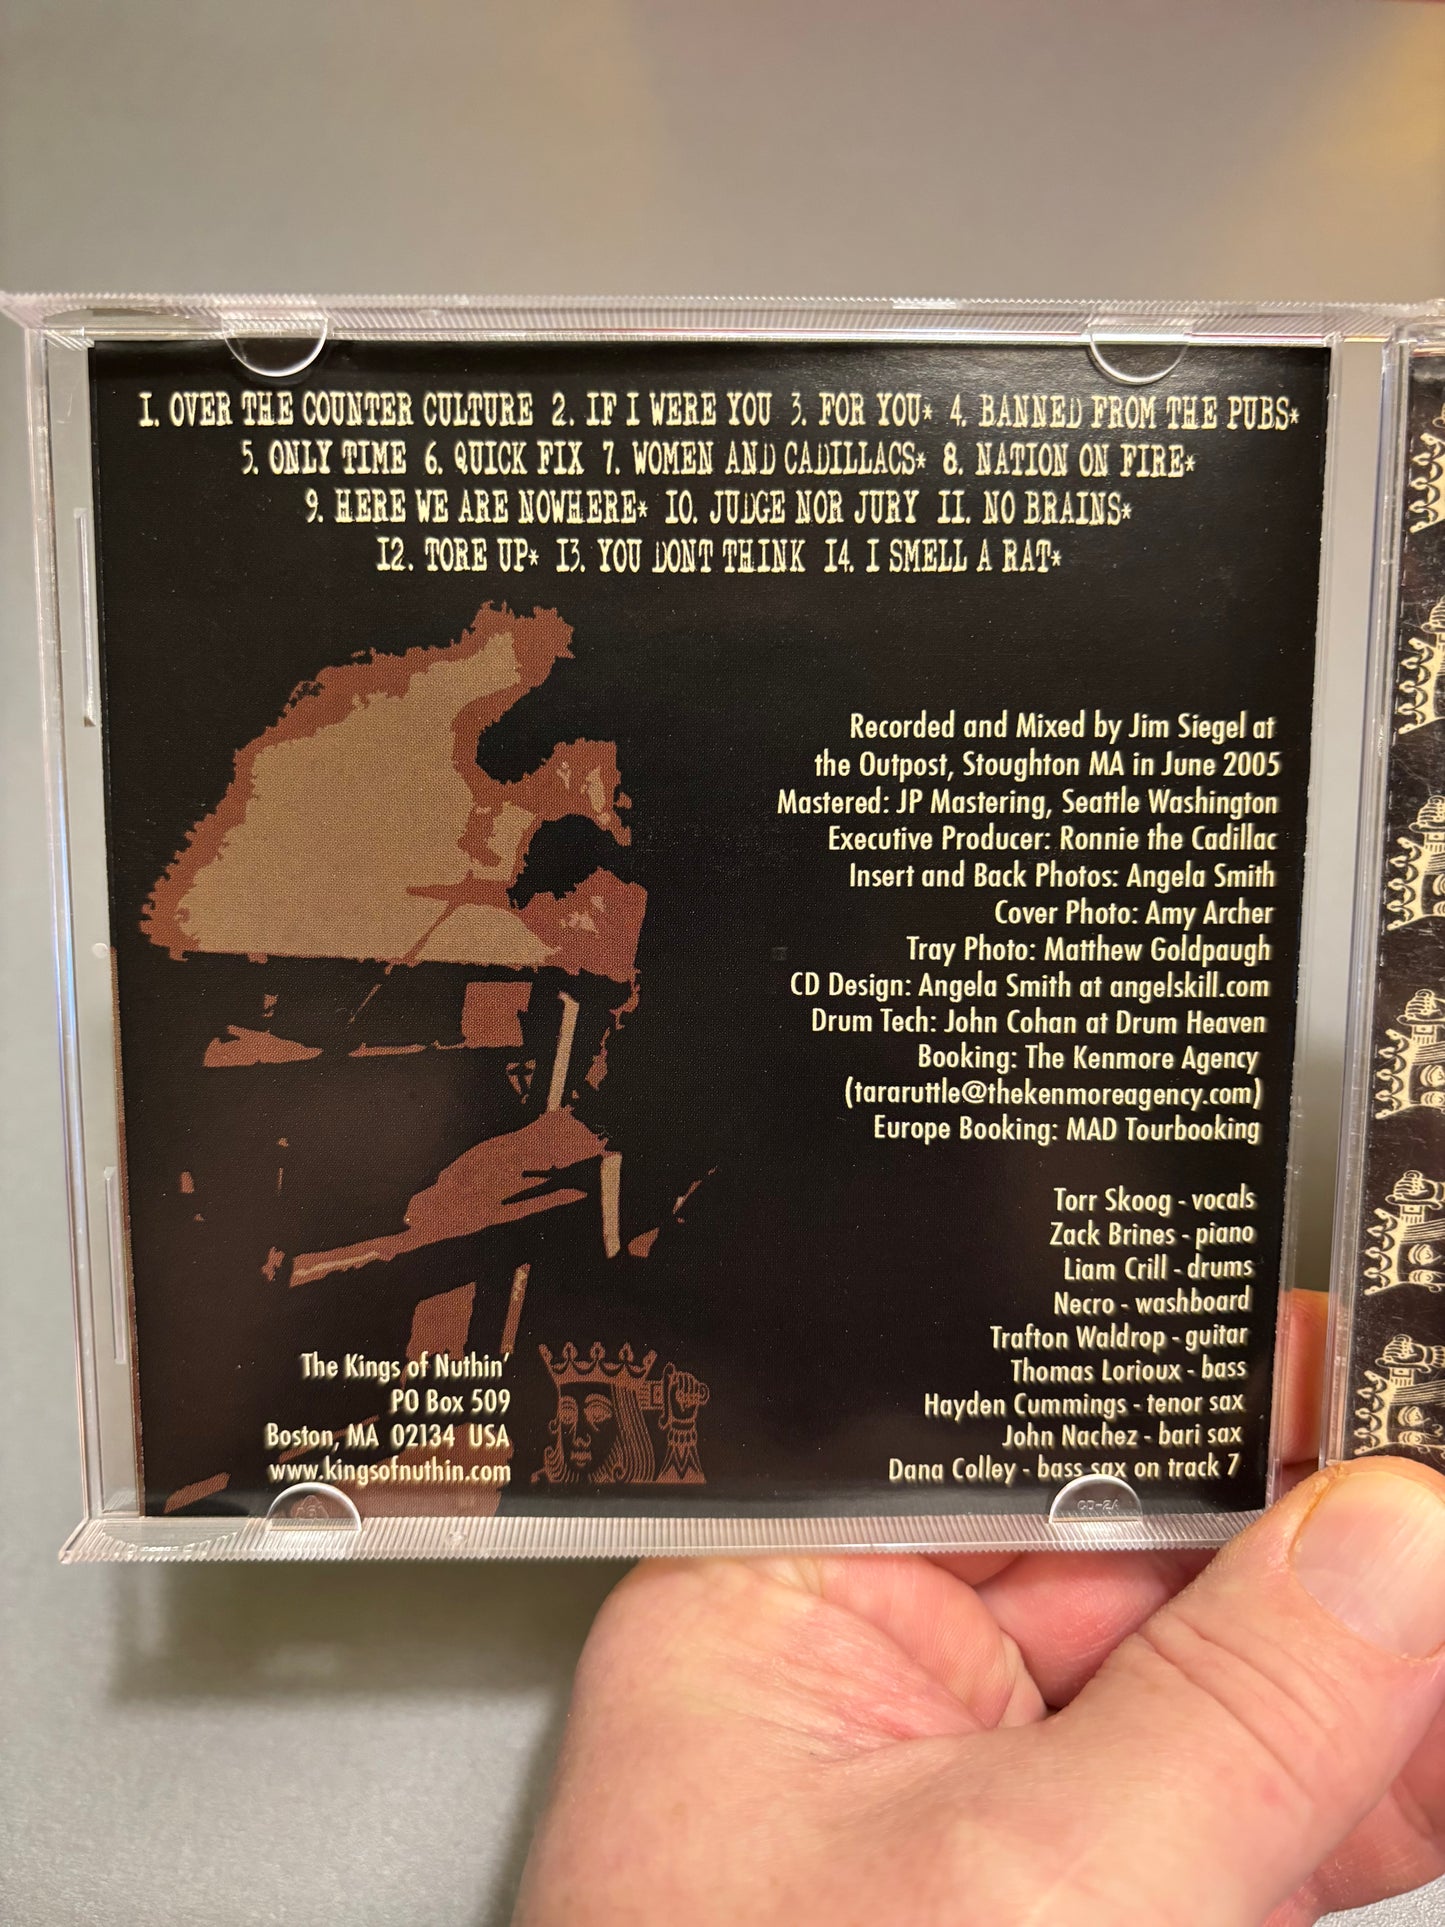 1. OVER THE COUNTER CULTURE 2. IF I WERE YOU 3. FOR YOU* 4. BANNED FROM THE PUBS*
5. ONLY TIME 6. QUICK FIX 7. WOMEN AND CADILLACS* 8. NATION ON FIRE*
9. HERE WE ARE NOWHERE* 10. JUDGE NOR JURY 11. NO BRAINS*
12. TORE UP* 13. YOU DONT THINK 14. I SMELL A RAT*
Recorded and Mixed by Jim Siegel at
the Outpost, Stoughton MA in June 2005
Mastered: JP Mastering, Seattle Washington
Executive Producer: Ronnie the Cadillac
Insert and Back Photos: Angela Smith
Cover Photo: Amy Archer
Tray Photo: Matthew Goldpaugh
CD Design: Angela Smith at angelskill.com
Drum Tech: John Cohan at Drum Heaven
Booking: The Kenmore Agency
(tararuttle@thekenmoreagency.com)
Europe Booking: MAD Tourbooking
Torr Skoog - vocals
Zack Brines - piano
Liam Crill - drums
Necro - washboard
Trafton Waldrop - guitar
Thomas Lorioux - bass
Hayden Cummings - tenor sax
John Nachez - bari sax
Dana Colley - bass sax on track 7
The Kings of Nuthin'
PO Box 509
Boston, MA 02134 USA
www.kingsofnuthin.com
CD-2A